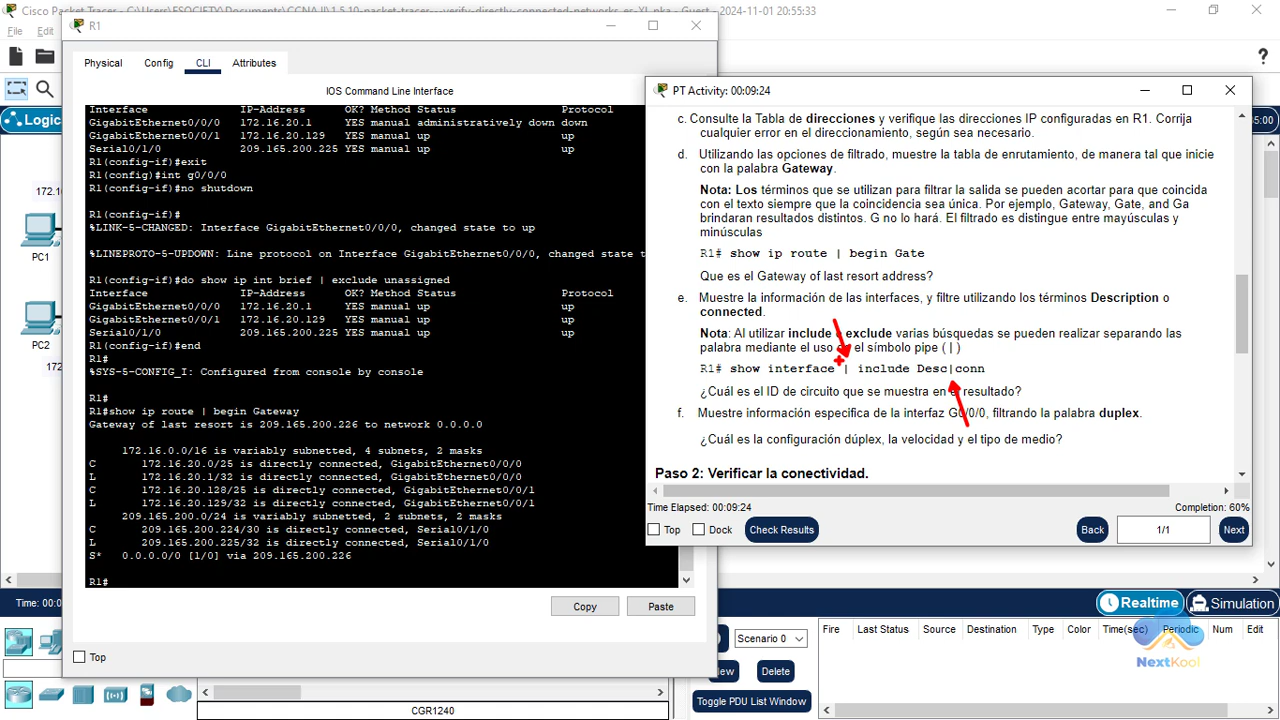 Cisco Packet Tracer - C:\Users\ESOCIETY\Documents\CCNA II\1.5.10-packet-tracer---verify-directly-connected-networks_es-XL.pka - Guest - 2024-11-01 20:55:33
File Edit
R1
Physical Config CLI Attributes
IOS Command Line Interface
Interface IP-Address OK? Method Status Protocol
GigabitEthernet0/0/0 172.16.20.1 YES manual administratively down down
GigabitEthernet0/0/1 172.16.20.129 YES manual up up
Serial0/1/0 209.165.200.225 YES manual up up
R1(config-if)#exit
R1(config)#int g0/0/0
R1(config-if)#no shutdown
R1(config-if)#
%LINK-5-CHANGED: Interface GigabitEthernet0/0/0, changed state to up
%LINEPROTO-5-UPDOWN: Line protocol on Interface GigabitEthernet0/0/0, changed state t
R1(config-if)#do show ip int brief | exclude unassigned
Interface IP-Address OK? Method Status Protocol
GigabitEthernet0/0/0 172.16.20.1 YES manual up up
GigabitEthernet0/0/1 172.16.20.129 YES manual up up
Serial0/1/0 209.165.200.225 YES manual up up
R1(config-if)#end
R1#
%SYS-5-CONFIG_I: Configured from console by console
R1#
R1#show ip route | begin Gateway
Gateway of last resort is 209.165.200.226 to network 0.0.0.0
172.16.0.0/16 is variably subnetted, 4 subnets, 2 masks
C 172.16.20.0/25 is directly connected, GigabitEthernet0/0/0
L 172.16.20.1/32 is directly connected, GigabitEthernet0/0/0
C 172.16.20.128/25 is directly connected, GigabitEthernet0/0/1
L 172.16.20.129/32 is directly connected, GigabitEthernet0/0/1
209.165.200.0/24 is variably subnetted, 2 subnets, 2 masks
C 209.165.200.224/30 is directly connected, Serial0/1/0
L 209.165.200.225/32 is directly connected, Serial0/1/0
S* 0.0.0.0/0 [1/0] via 209.165.200.226
R1#
Copy Paste
Top
Logic
172.16
PC1
PC2
172
PT Activity: 00:09:24
c. Consulte la Tabla de direcciones y verifique las direcciones IP configuradas en R1. Corrija
cualquier error en el direccionamiento, según sea necesario.
d. Utilizando las opciones de filtrado, muestre la tabla de enrutamiento, de manera tal que inicie
con la palabra Gateway.
Nota: Los términos que se utilizan para filtrar la salida se pueden acortar para que coincida
con el texto siempre que la coincidencia sea única. Por ejemplo, Gateway, Gate, and Ga
brindaran resultados distintos. G no lo hará. El filtrado es distingue entre mayúsculas y
minúsculas
R1# show ip route | begin Gate
Que es el Gateway of last resort address?
e. Muestre la información de las interfaces, y filtre utilizando los términos Description o
connected.
Nota: Al utilizar include o exclude varias búsquedas se pueden realizar separando las
palabra mediante el uso de el símbolo pipe ( | )
R1# show interface | include Desc|conn
¿Cuál es el ID de circuito que se muestra en el resultado?
f. Muestre información especifica de la interfaz G0/0/0, filtrando la palabra duplex.
¿Cuál es la configuración dúplex, la velocidad y el tipo de medio?
Paso 2: Verificar la conectividad.
Time Elapsed: 00:09:24 Completion: 60%
Top Dock Check Results Back 1/1 Next
5:00
Time: 00:0
Realtime Simulation
Scenario 0
Fire Last Status Source Destination Type Color Time(sec) Periodic Num Edit
ew Delete
Toggle PDU List Window
CGR1240
NextKool